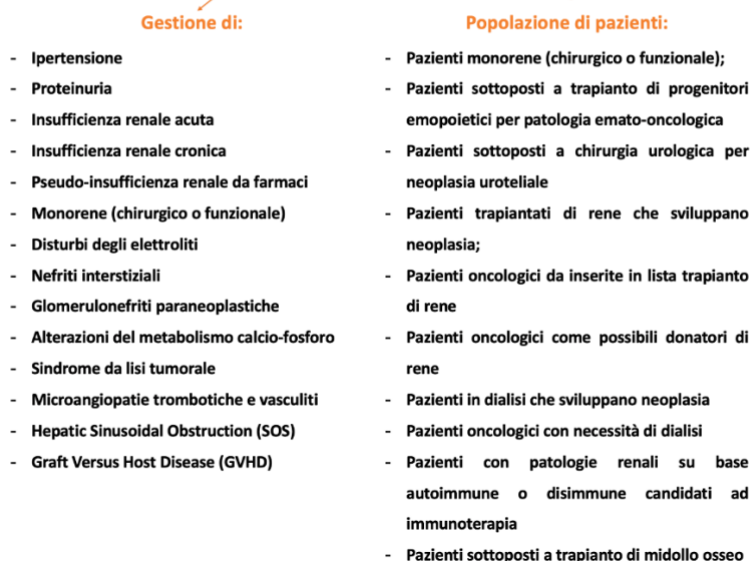 Gestione di:
- Ipertensione
- Proteinuria
- Insufficienza renale acuta
- Insufficienza renale cronica
- Pseudo-insufficienza renale da farmaci
- Monorene (chirurgico o funzionale)
- Disturbi degli elettroliti
- Nefriti interstiziali
- Glomerulonefriti paraneoplastiche
- Alterazioni del metabolismo calcio-fosforo
- Sindrome da lisi tumorale
- Microangiopatie trombotiche e vasculiti
- Hepatic Sinusoidal Obstruction (SOS)
- Graft Versus Host Disease (GVHD)
Popolazione di pazienti:
- Pazienti monorene (chirurgico o funzionale);
- Pazienti sottoposti a trapianto di progenitori
emopoietici per patologia emato-oncologica
- Pazienti sottoposti a chirurgia urologica per
neoplasia uroteliale
- Pazienti trapiantati di rene che sviluppano
neoplasia;
- Pazienti oncologici da inserite in lista trapianto
di rene
- Pazienti oncologici come possibili donatori di
rene
- Pazienti in dialisi che sviluppano neoplasia
- Pazienti oncologici con necessità di dialisi
- Pazienti con patologie renali su base
autoimmune o disimmune candidati ad
immunoterapia
- Pazienti sottoposti a trapianto di midollo osseo